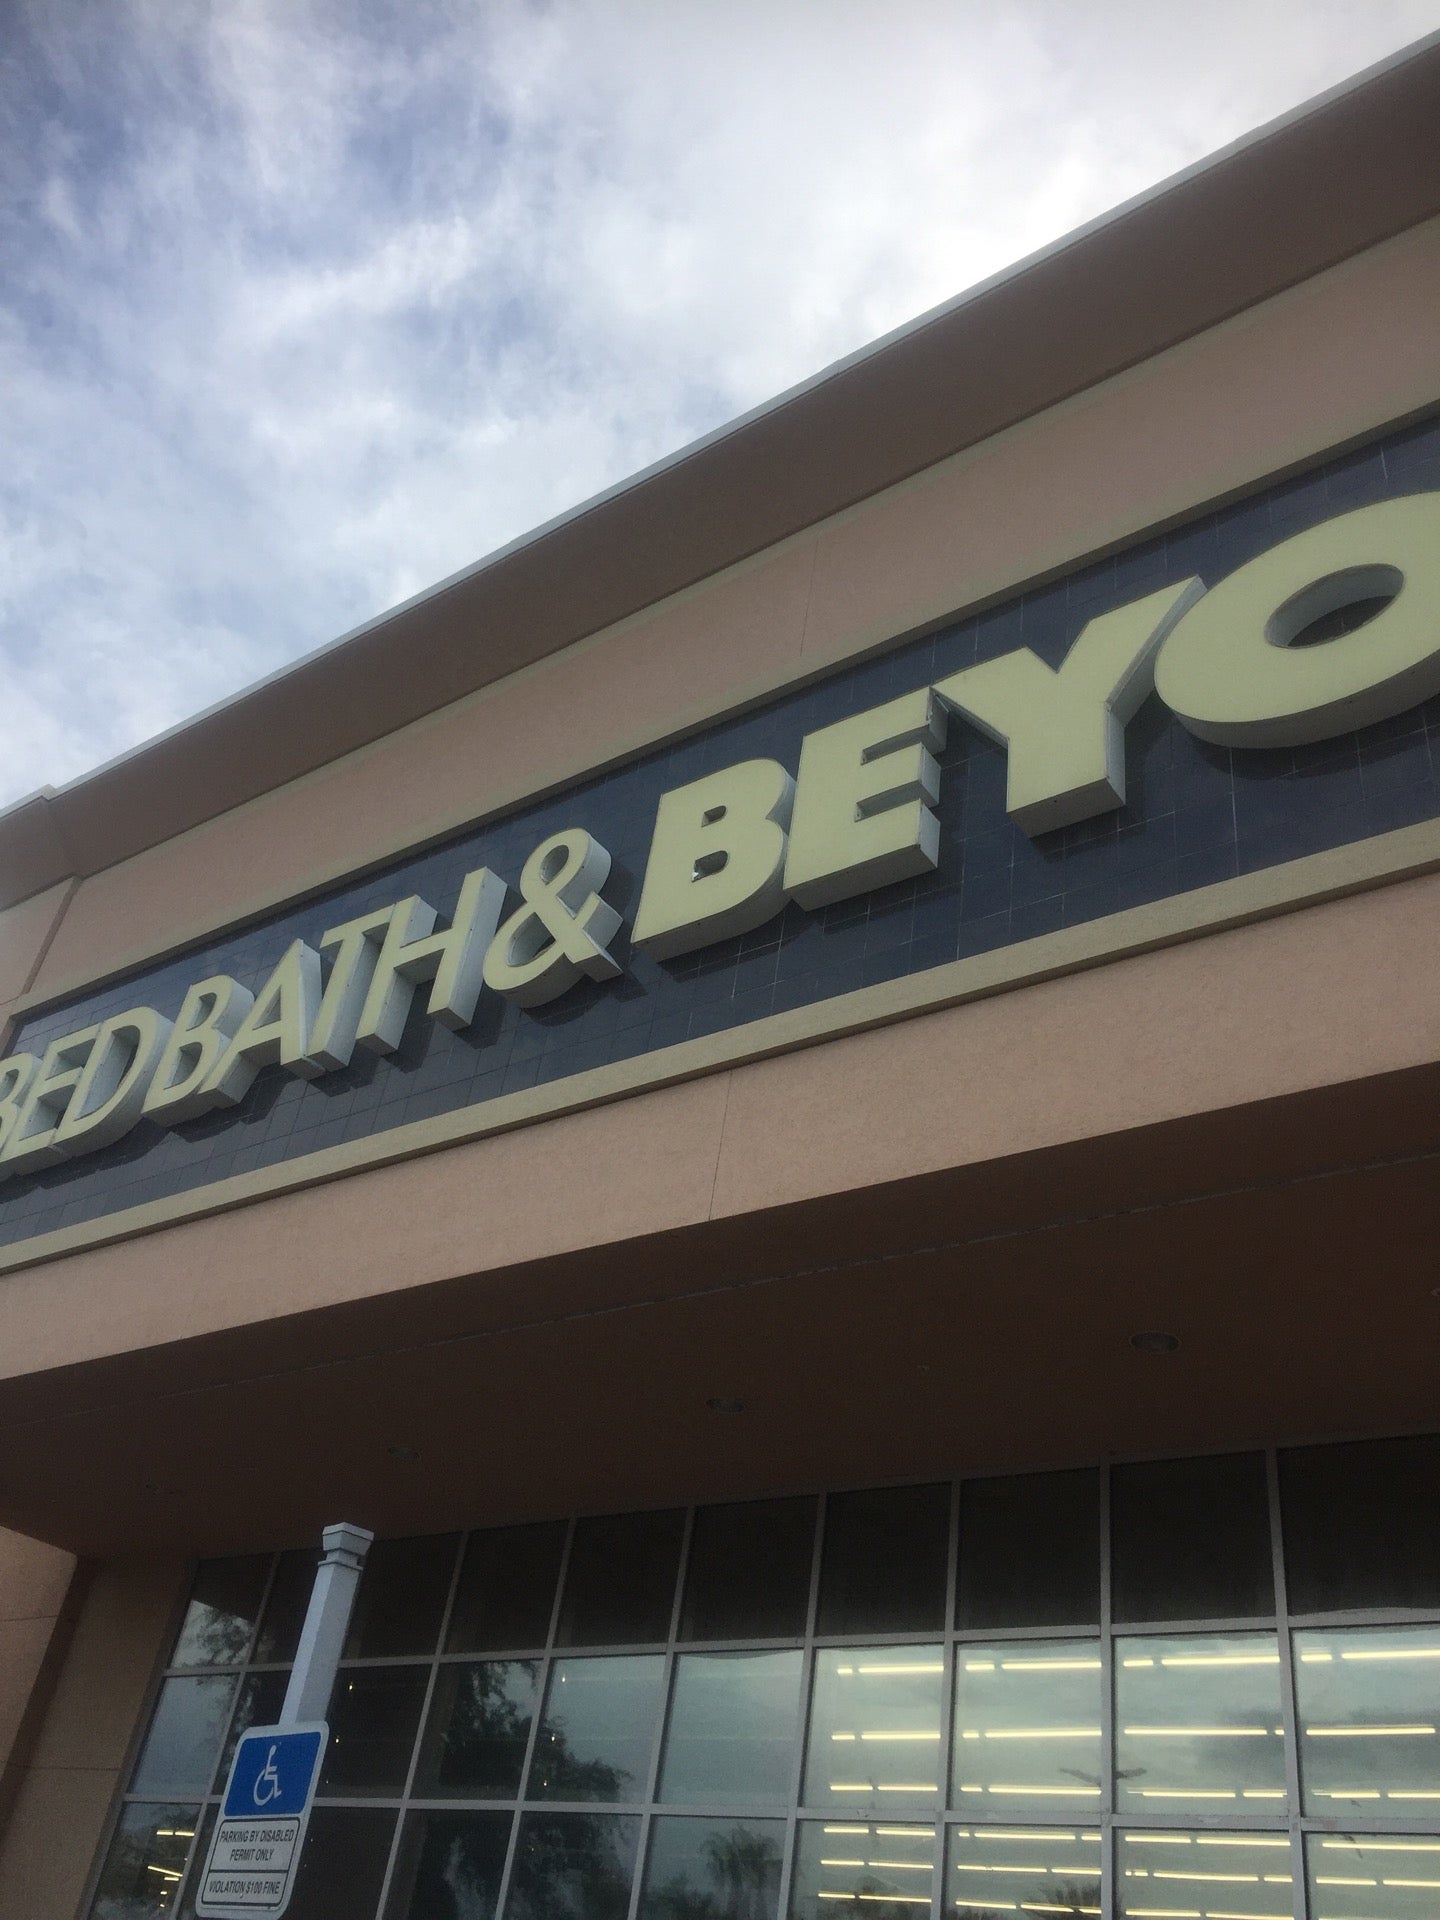 BED BATH & BEYO
PARKING BY DISABLED
PERMIT ONLY
VIOLATION $100 FINE